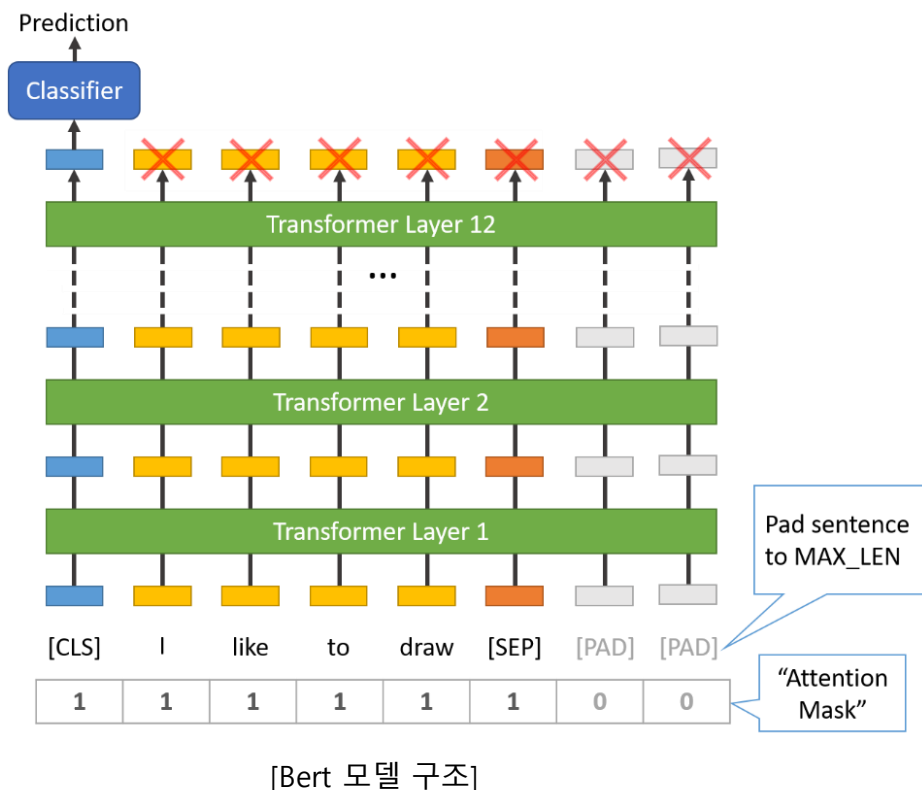 Prediction
Classifier
Transformer Layer 12
...
Transformer Layer 2
Transformer Layer 1
Pad sentence
to MAX_LEN
[CLS] I like to draw [SEP] [PAD] [PAD]
1 1 1 1 1 1 0 0
“Attention
Mask”
[Bert 모델 구조]